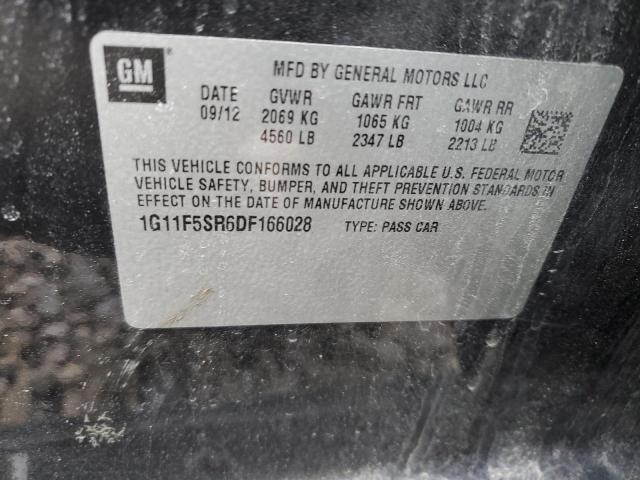 GM
®
MFD BY GENERAL MOTORS LLC
DATE GVWR GAWR FRT GAWR RR
09/12 2069 KG 1065 KG 1004 KG
4560 LB 2347 LB 2213 LB
THIS VEHICLE CONFORMS TO ALL APPLICABLE U.S. FEDERAL MOTOR
VEHICLE SAFETY, BUMPER, AND THEFT PREVENTION STANDARDS IN
EFFECT ON THE DATE OF MANUFACTURE SHOWN ABOVE.
1G11F5SR6DF166028 TYPE: PASS CAR